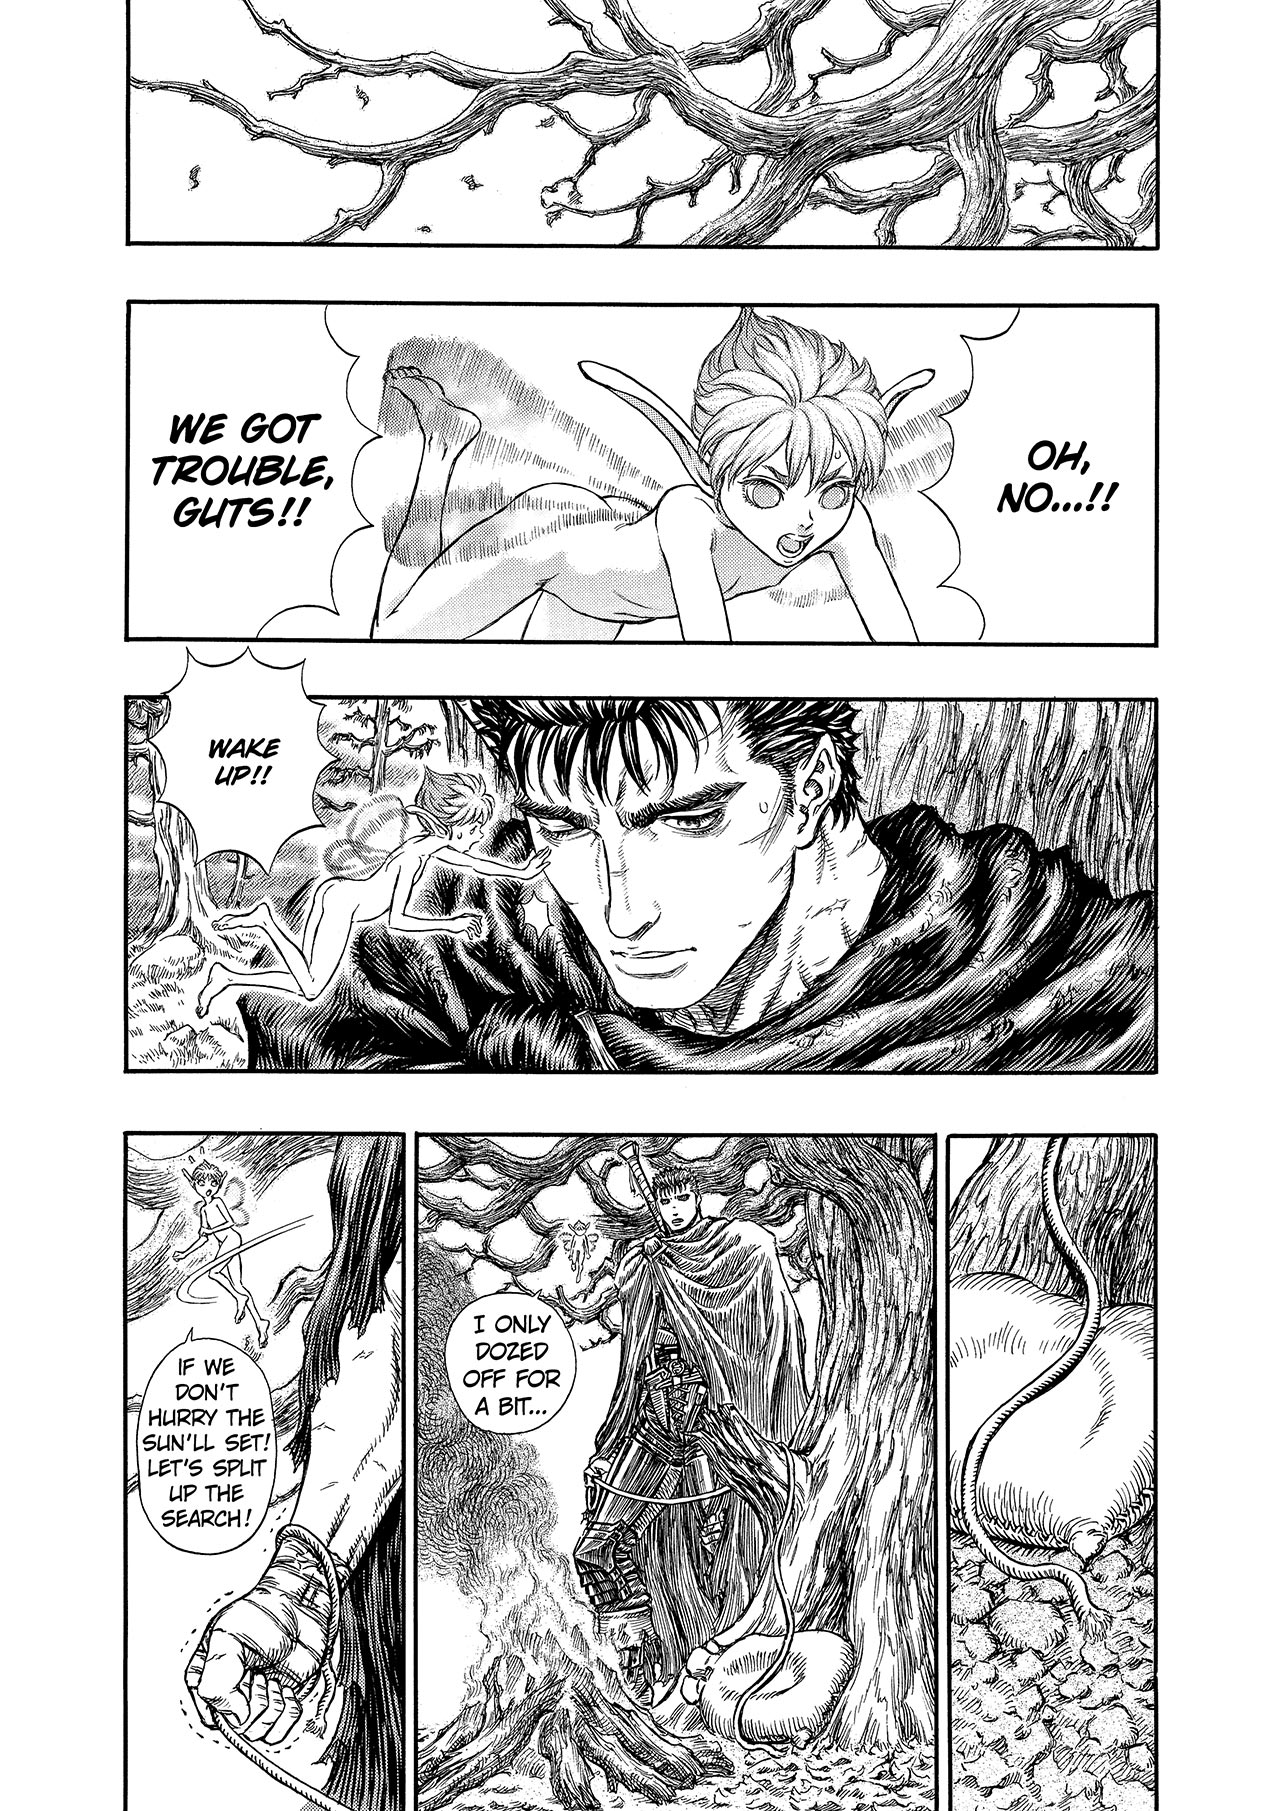 OH,
NO...!!
WE GOT
TROUBLE,
GUTS!!
WAKE
UP!!
I ONLY
DOZED
OFF FOR
A BIT...
IF WE
DON'T
HURRY THE
SUN'LL SET!
LET'S SPLIT
UP THE
SEARCH!